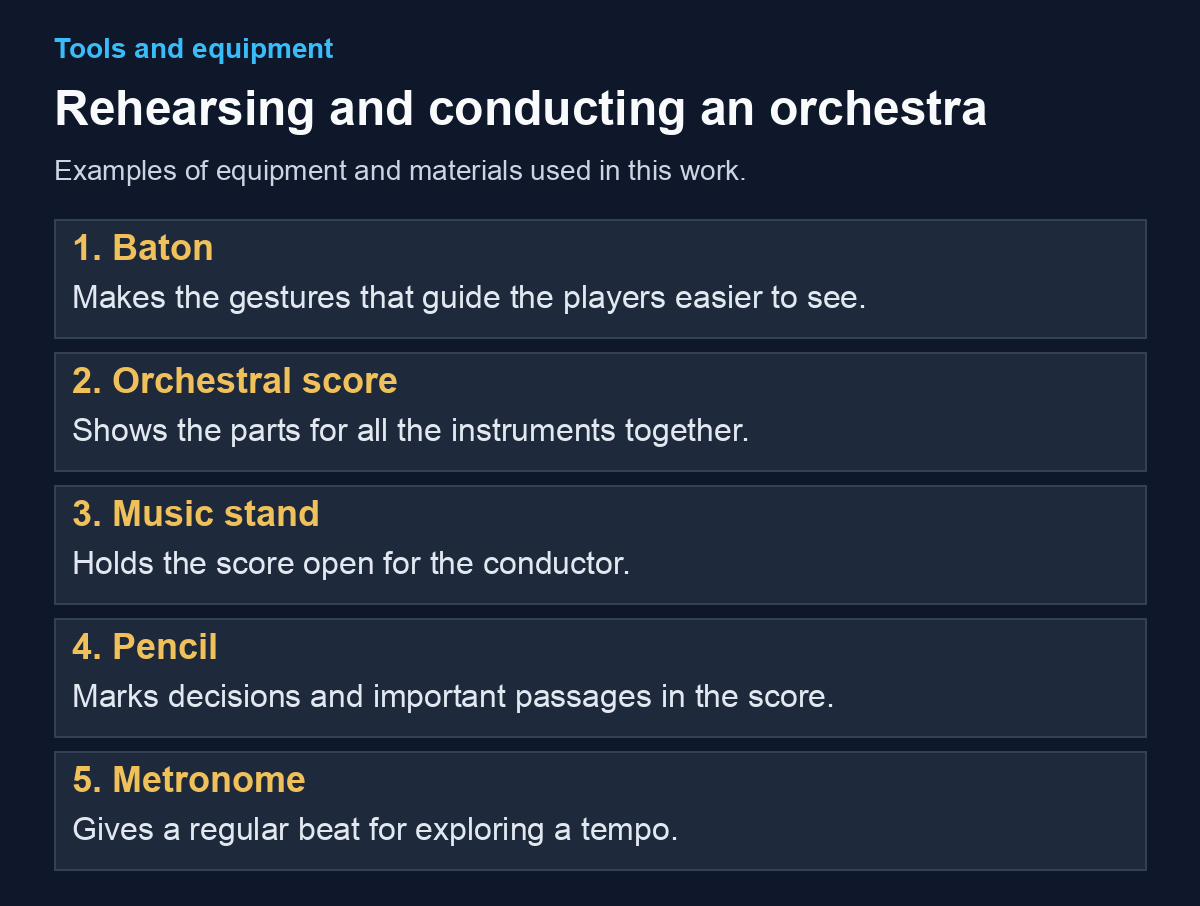 Tools and equipment
Rehearsing and conducting an orchestra
Examples of equipment and materials used in this work.
1. Baton
Makes the gestures that guide the players easier to see.
2. Orchestral score
Shows the parts for all the instruments together.
3. Music stand
Holds the score open for the conductor.
4. Pencil
Marks decisions and important passages in the score.
5. Metronome
Gives a regular beat for exploring a tempo.